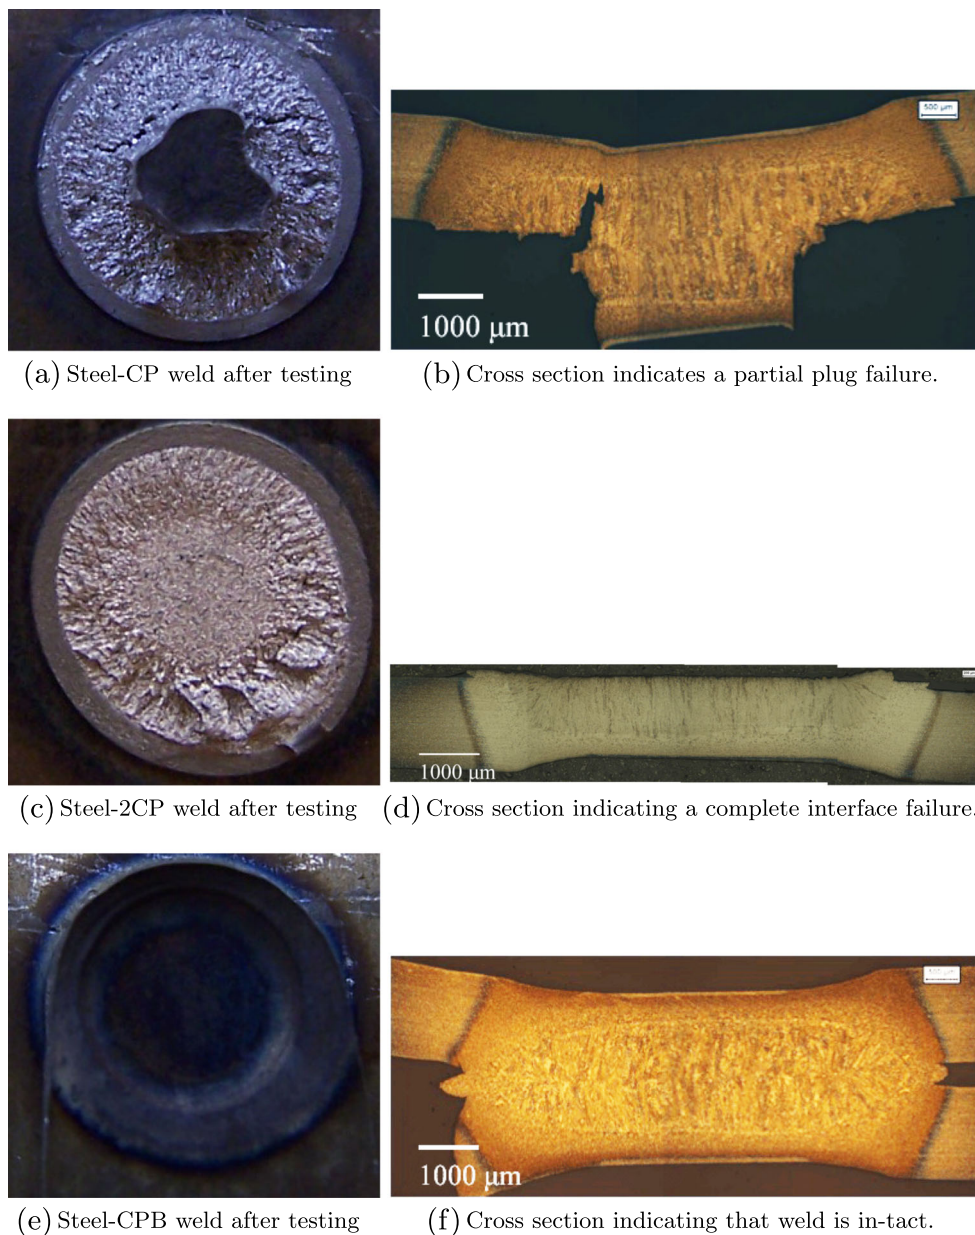 500 µm
1000 µm
(a) Steel-CP weld after testing
(b) Cross section indicates a partial plug failure.
1000 µm
(c) Steel-2CP weld after testing
(d) Cross section indicating a complete interface failure.
1000 µm
(e) Steel-CPB weld after testing
(f) Cross section indicating that weld is in-tact.